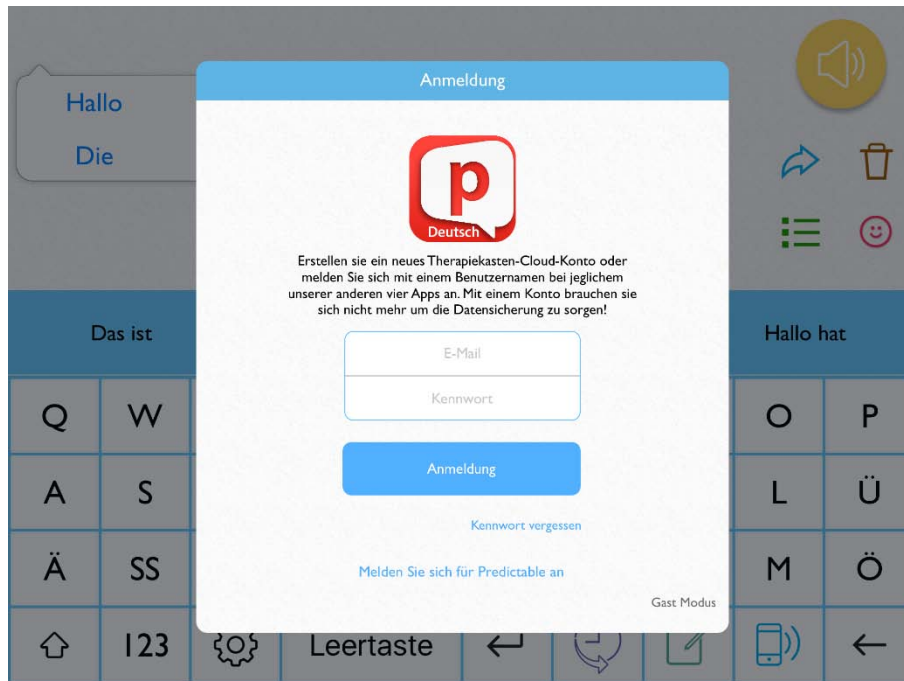 Hallo
Die
Anmeldung
p
Deutsch
Erstellen sie ein neues Therapiekasten-Cloud-Konto oder
melden Sie sich mit einem Benutzernamen bei jeglichem
unserer anderen vier Apps an. Mit einem Konto brauchen sie
sich nicht mehr um die Datensicherung zu sorgen!
Das ist
Hallo hat
E-Mail
Kennwort
Q W O P
Anmeldung
A S L Ü
Kennwort vergessen
Ä SS M Ö
Melden Sie sich für Predictable an
Gast Modus
123 Leertaste